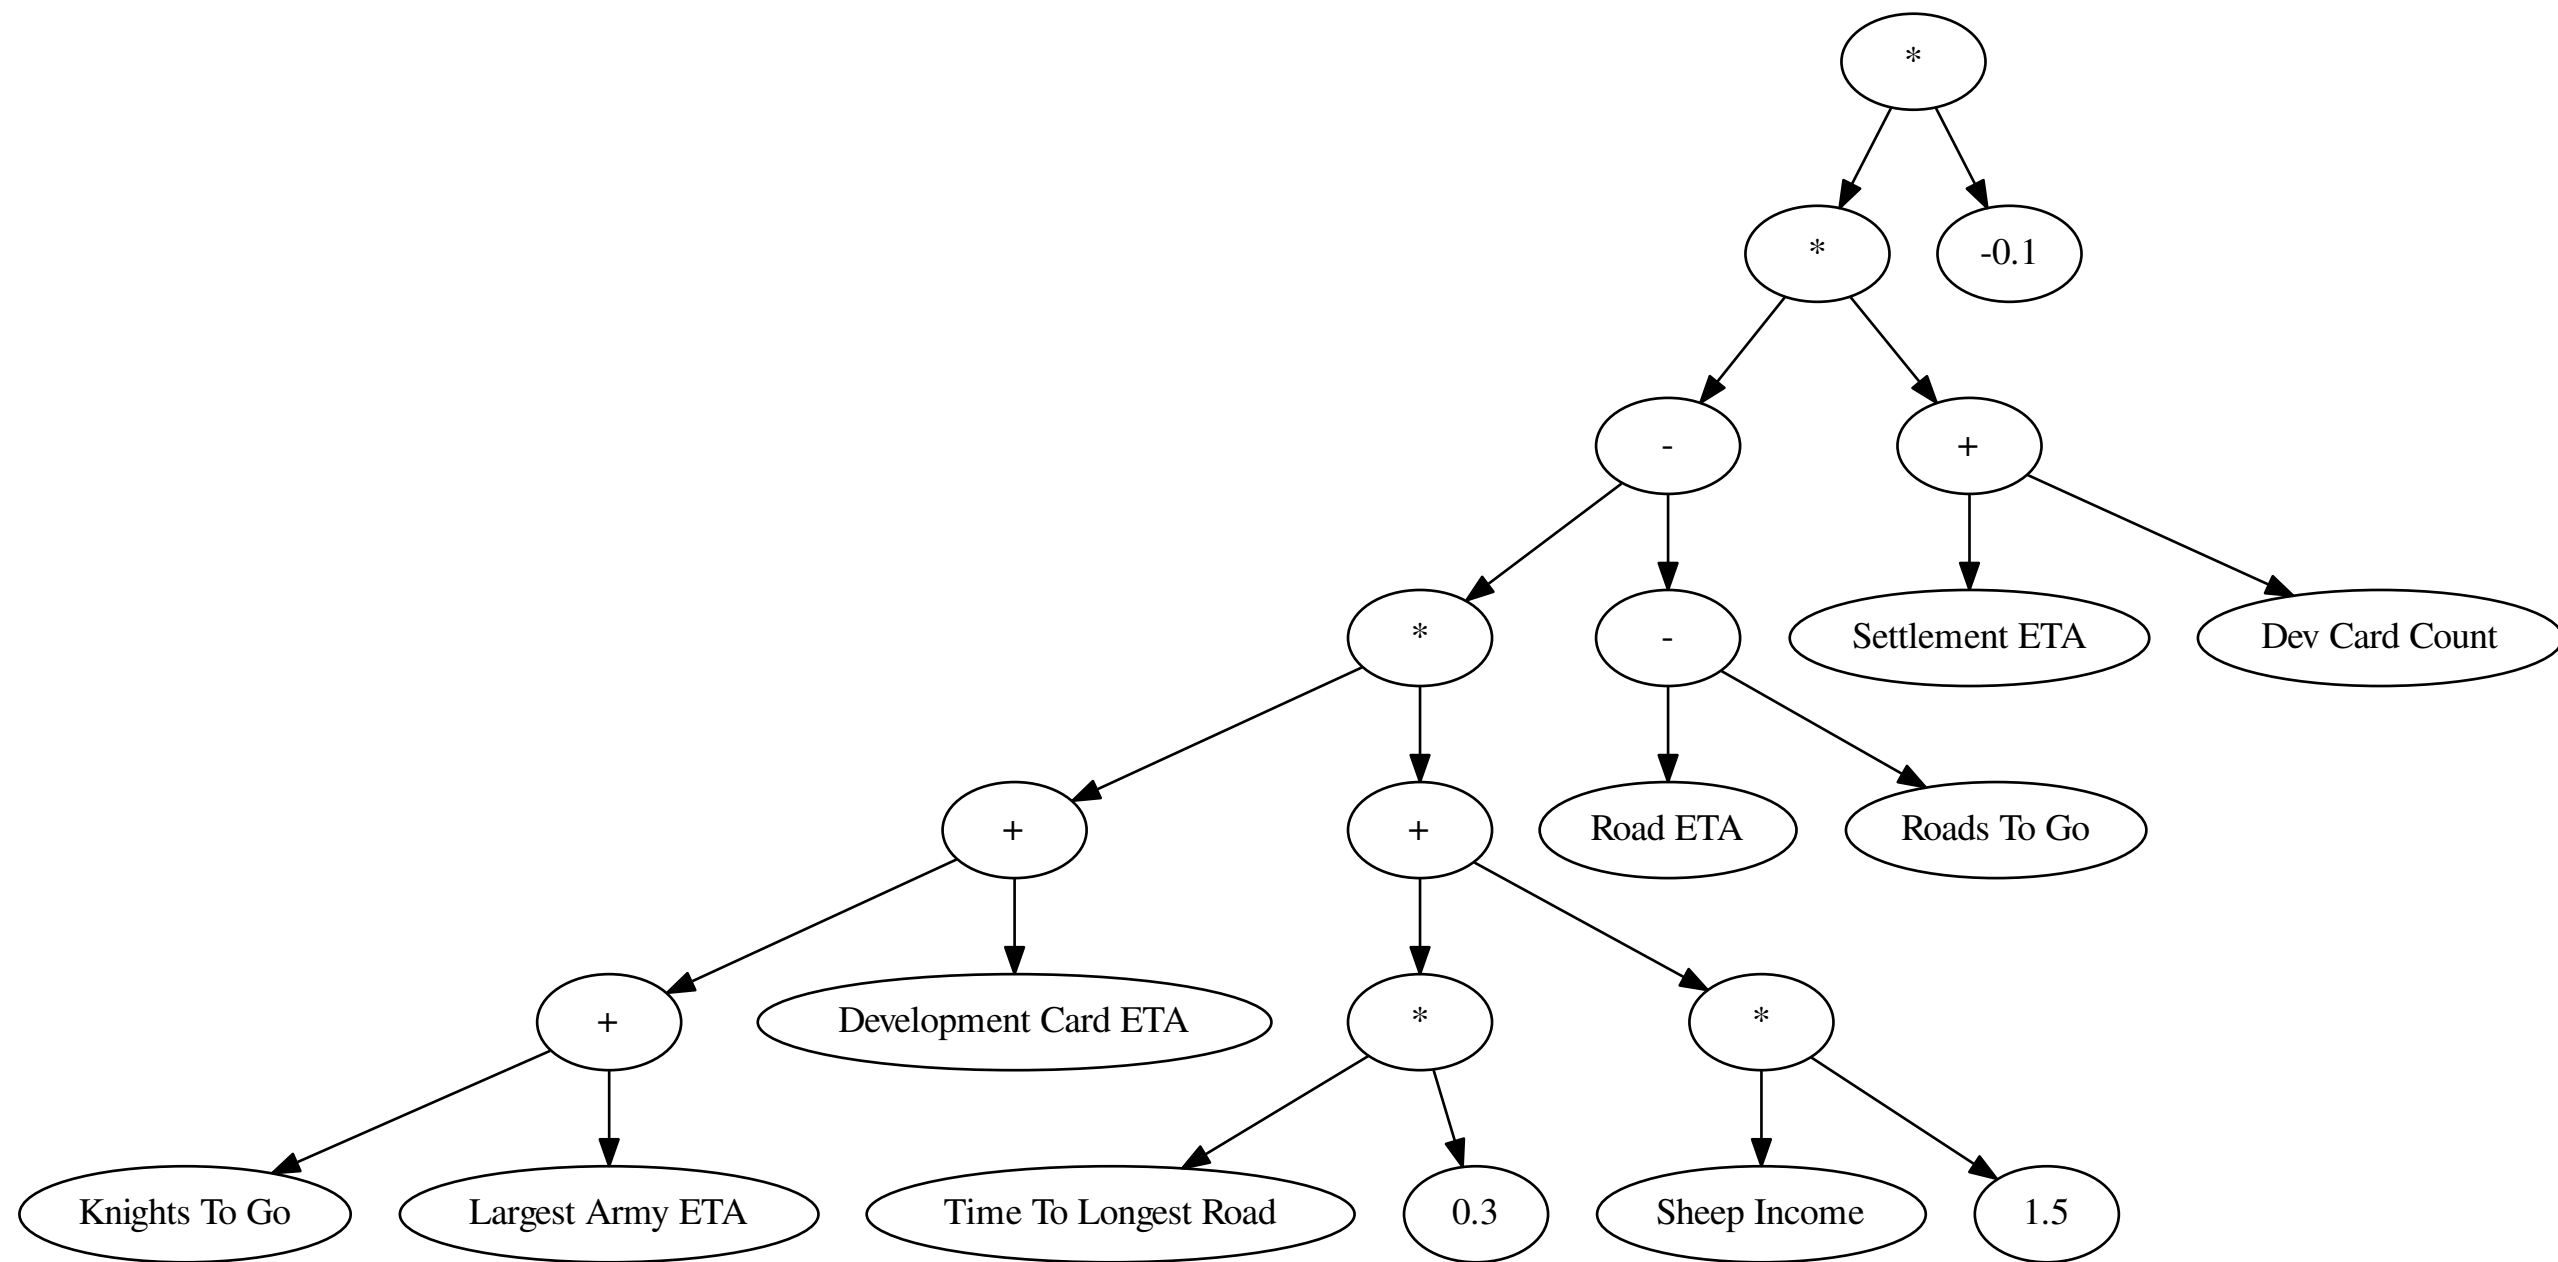 *
*
-0.1
-
+
*
-
Settlement ETA
Dev Card Count
+
+
Road ETA
Roads To Go
+
Development Card ETA
*
*
Knights To Go
Largest Army ETA
Time To Longest Road
0.3
Sheep Income
1.5